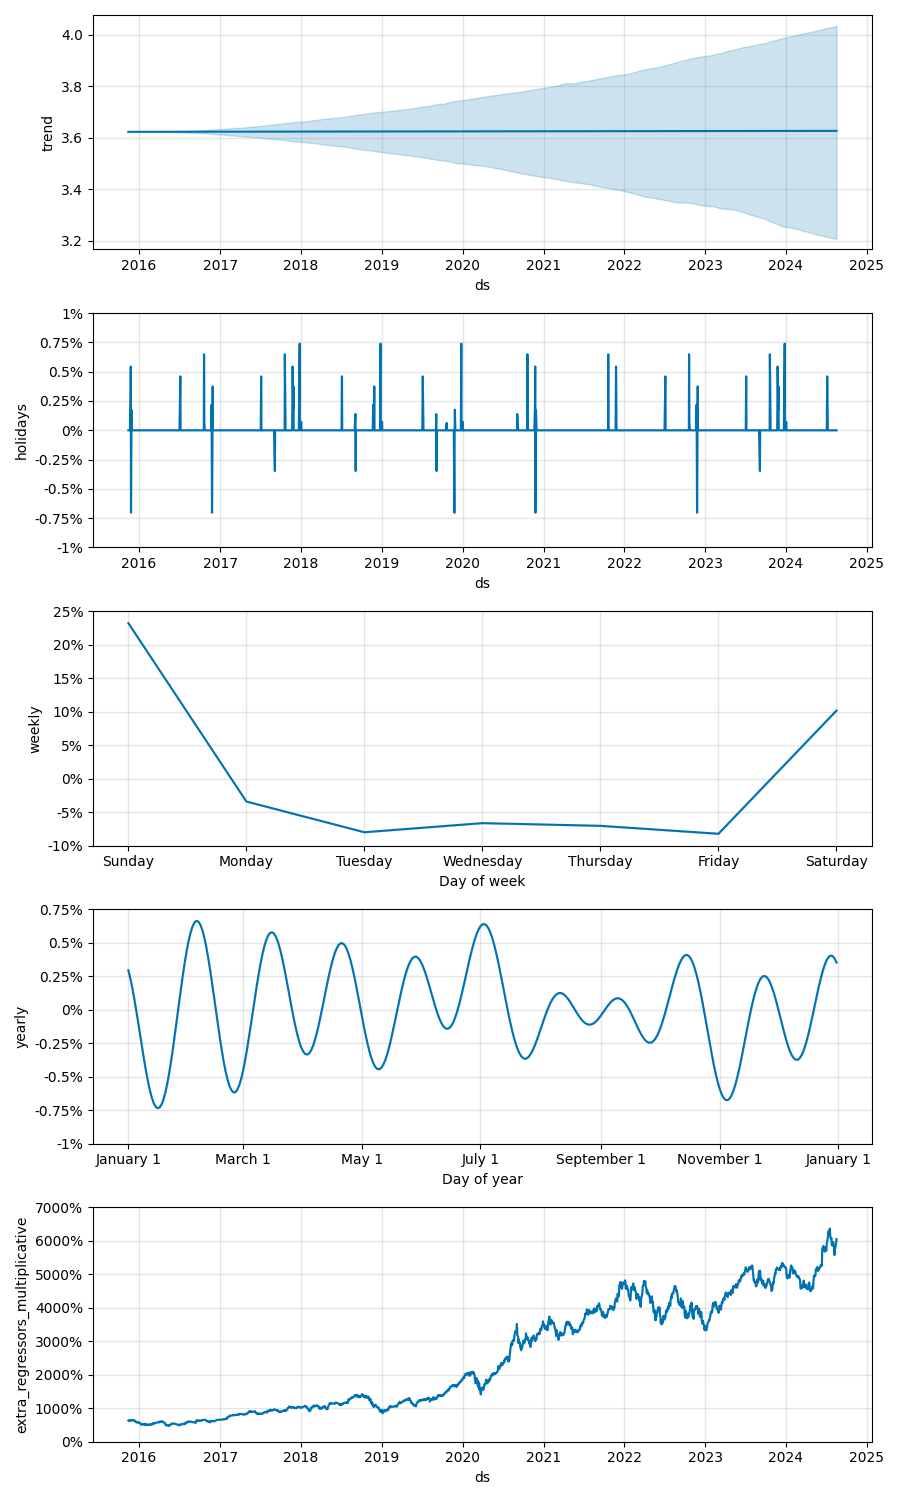 4.0
3.8
3.6
3.4
3.2
trend
2016 2017 2018 2019 2020 2021 2022 2023 2024 2025
ds
1%
0.75%
0.5%
0.25%
0%
-0.25%
-0.5%
-0.75%
-1%
holidays
2016 2017 2018 2019 2020 2021 2022 2023 2024 2025
ds
25%
20%
15%
10%
5%
0%
-5%
-10%
weekly
Sunday Monday Tuesday Wednesday Thursday Friday Saturday
Day of week
0.75%
0.5%
0.25%
0%
-0.25%
-0.5%
-0.75%
-1%
yearly
January 1 March 1 May 1 July 1 September 1 November 1 January 1
Day of year
7000%
6000%
5000%
4000%
3000%
2000%
1000%
0%
extra_regressors_multiplicative
2016 2017 2018 2019 2020 2021 2022 2023 2024 2025
ds